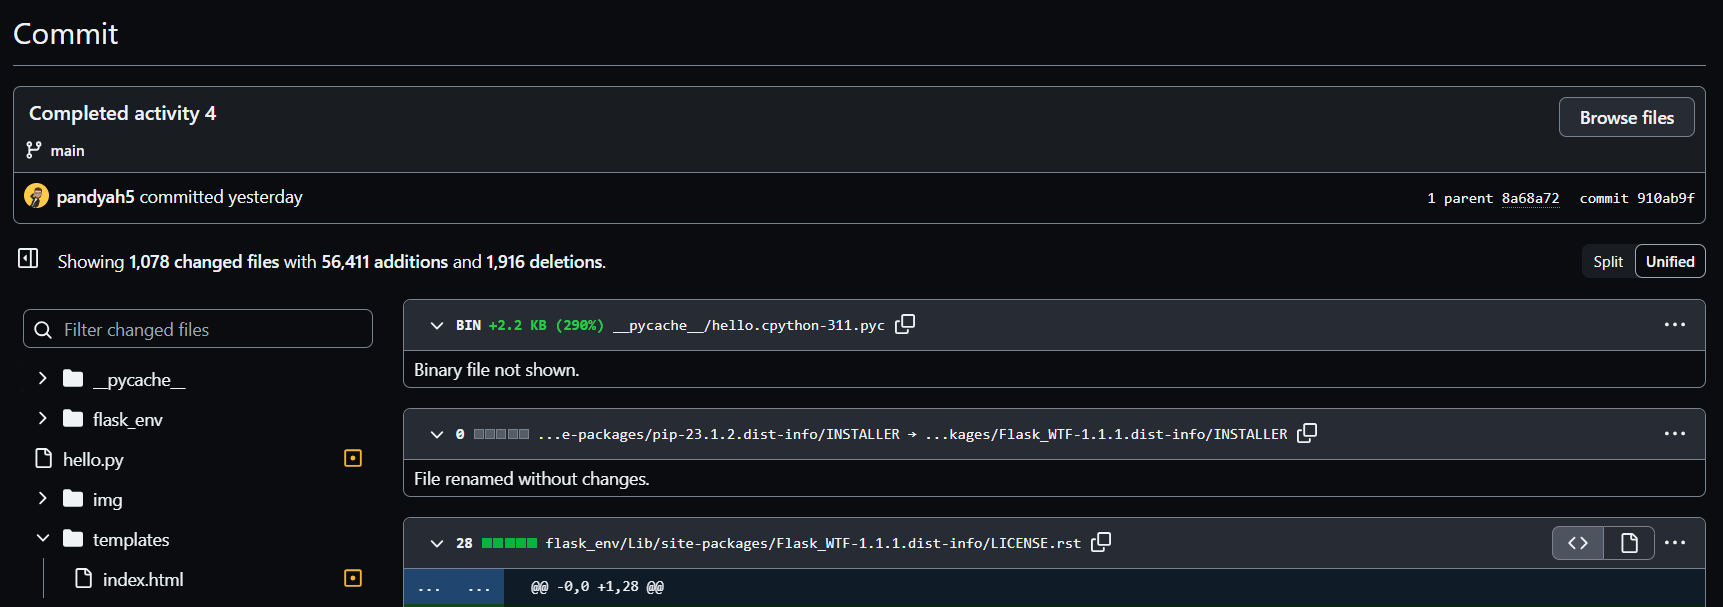 Commit
Completed activity 4
Browse files
main
pandyah5 committed yesterday
1 parent 8a68a72 commit 910ab9f
Showing 1,078 changed files with 56,411 additions and 1,916 deletions.
Split Unified
Filter changed files
__pycache__
flask_env
hello.py
img
templates
index.html
BIN +2.2 KB (290%) __pycache__/hello.cpython-311.pyc
Binary file not shown.
0 ...e-packages/pip-23.1.2.dist-info/INSTALLER → ...kages/Flask_WTF-1.1.1.dist-info/INSTALLER
File renamed without changes.
28 flask_env/Lib/site-packages/Flask_WTF-1.1.1.dist-info/LICENSE.rst
... ... @@ -0,0 +1,28 @@